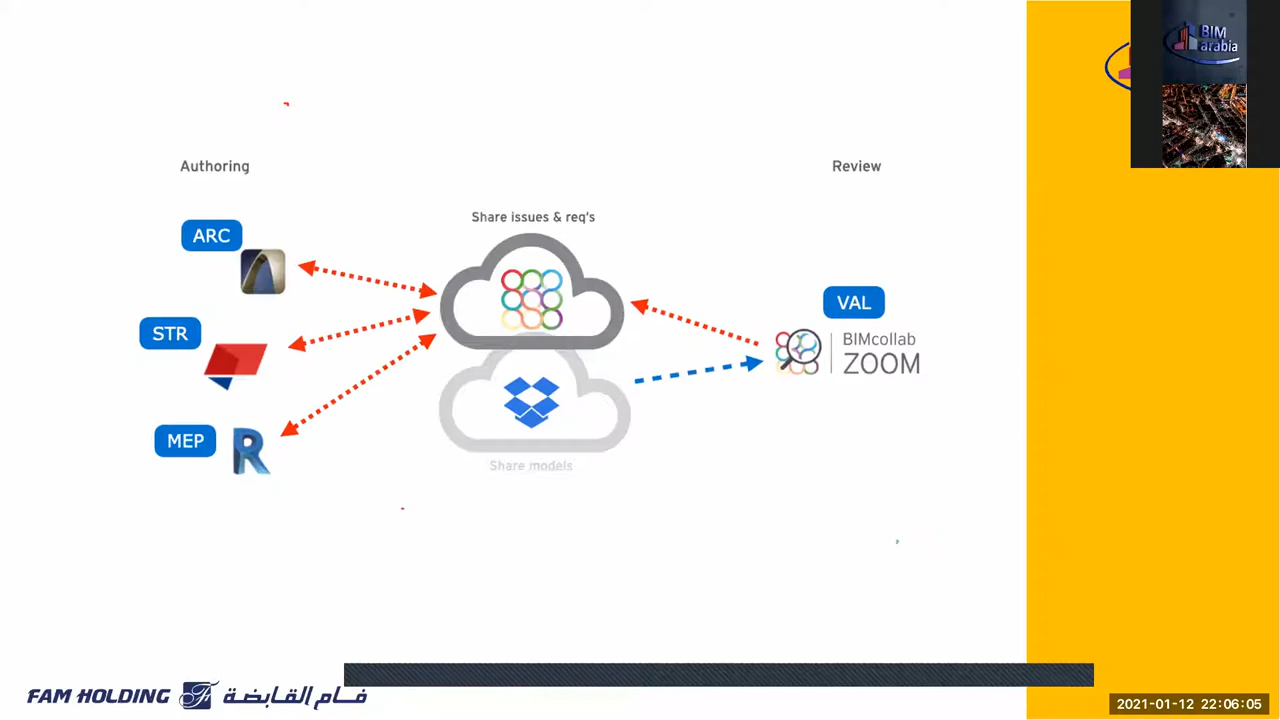 BIM
arabia
Authoring
Review
Share issues & req's
ARC
VAL
STR
BIMcollab
ZOOM
MEP
R
Share models
FAM HOLDING فام القابضة
2021-01-12 22:06:05